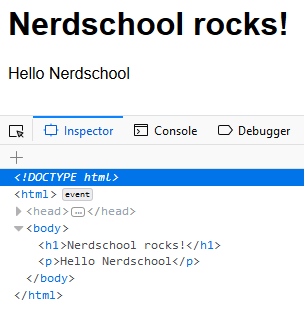 Nerdschool rocks!
Hello Nerdschool
Inspector Console Debugger
+
<!DOCTYPE html>
<html> event
<head>…</head>
<body>
<h1>Nerdschool rocks!</h1>
<p>Hello Nerdschool</p>
</body>
</html>